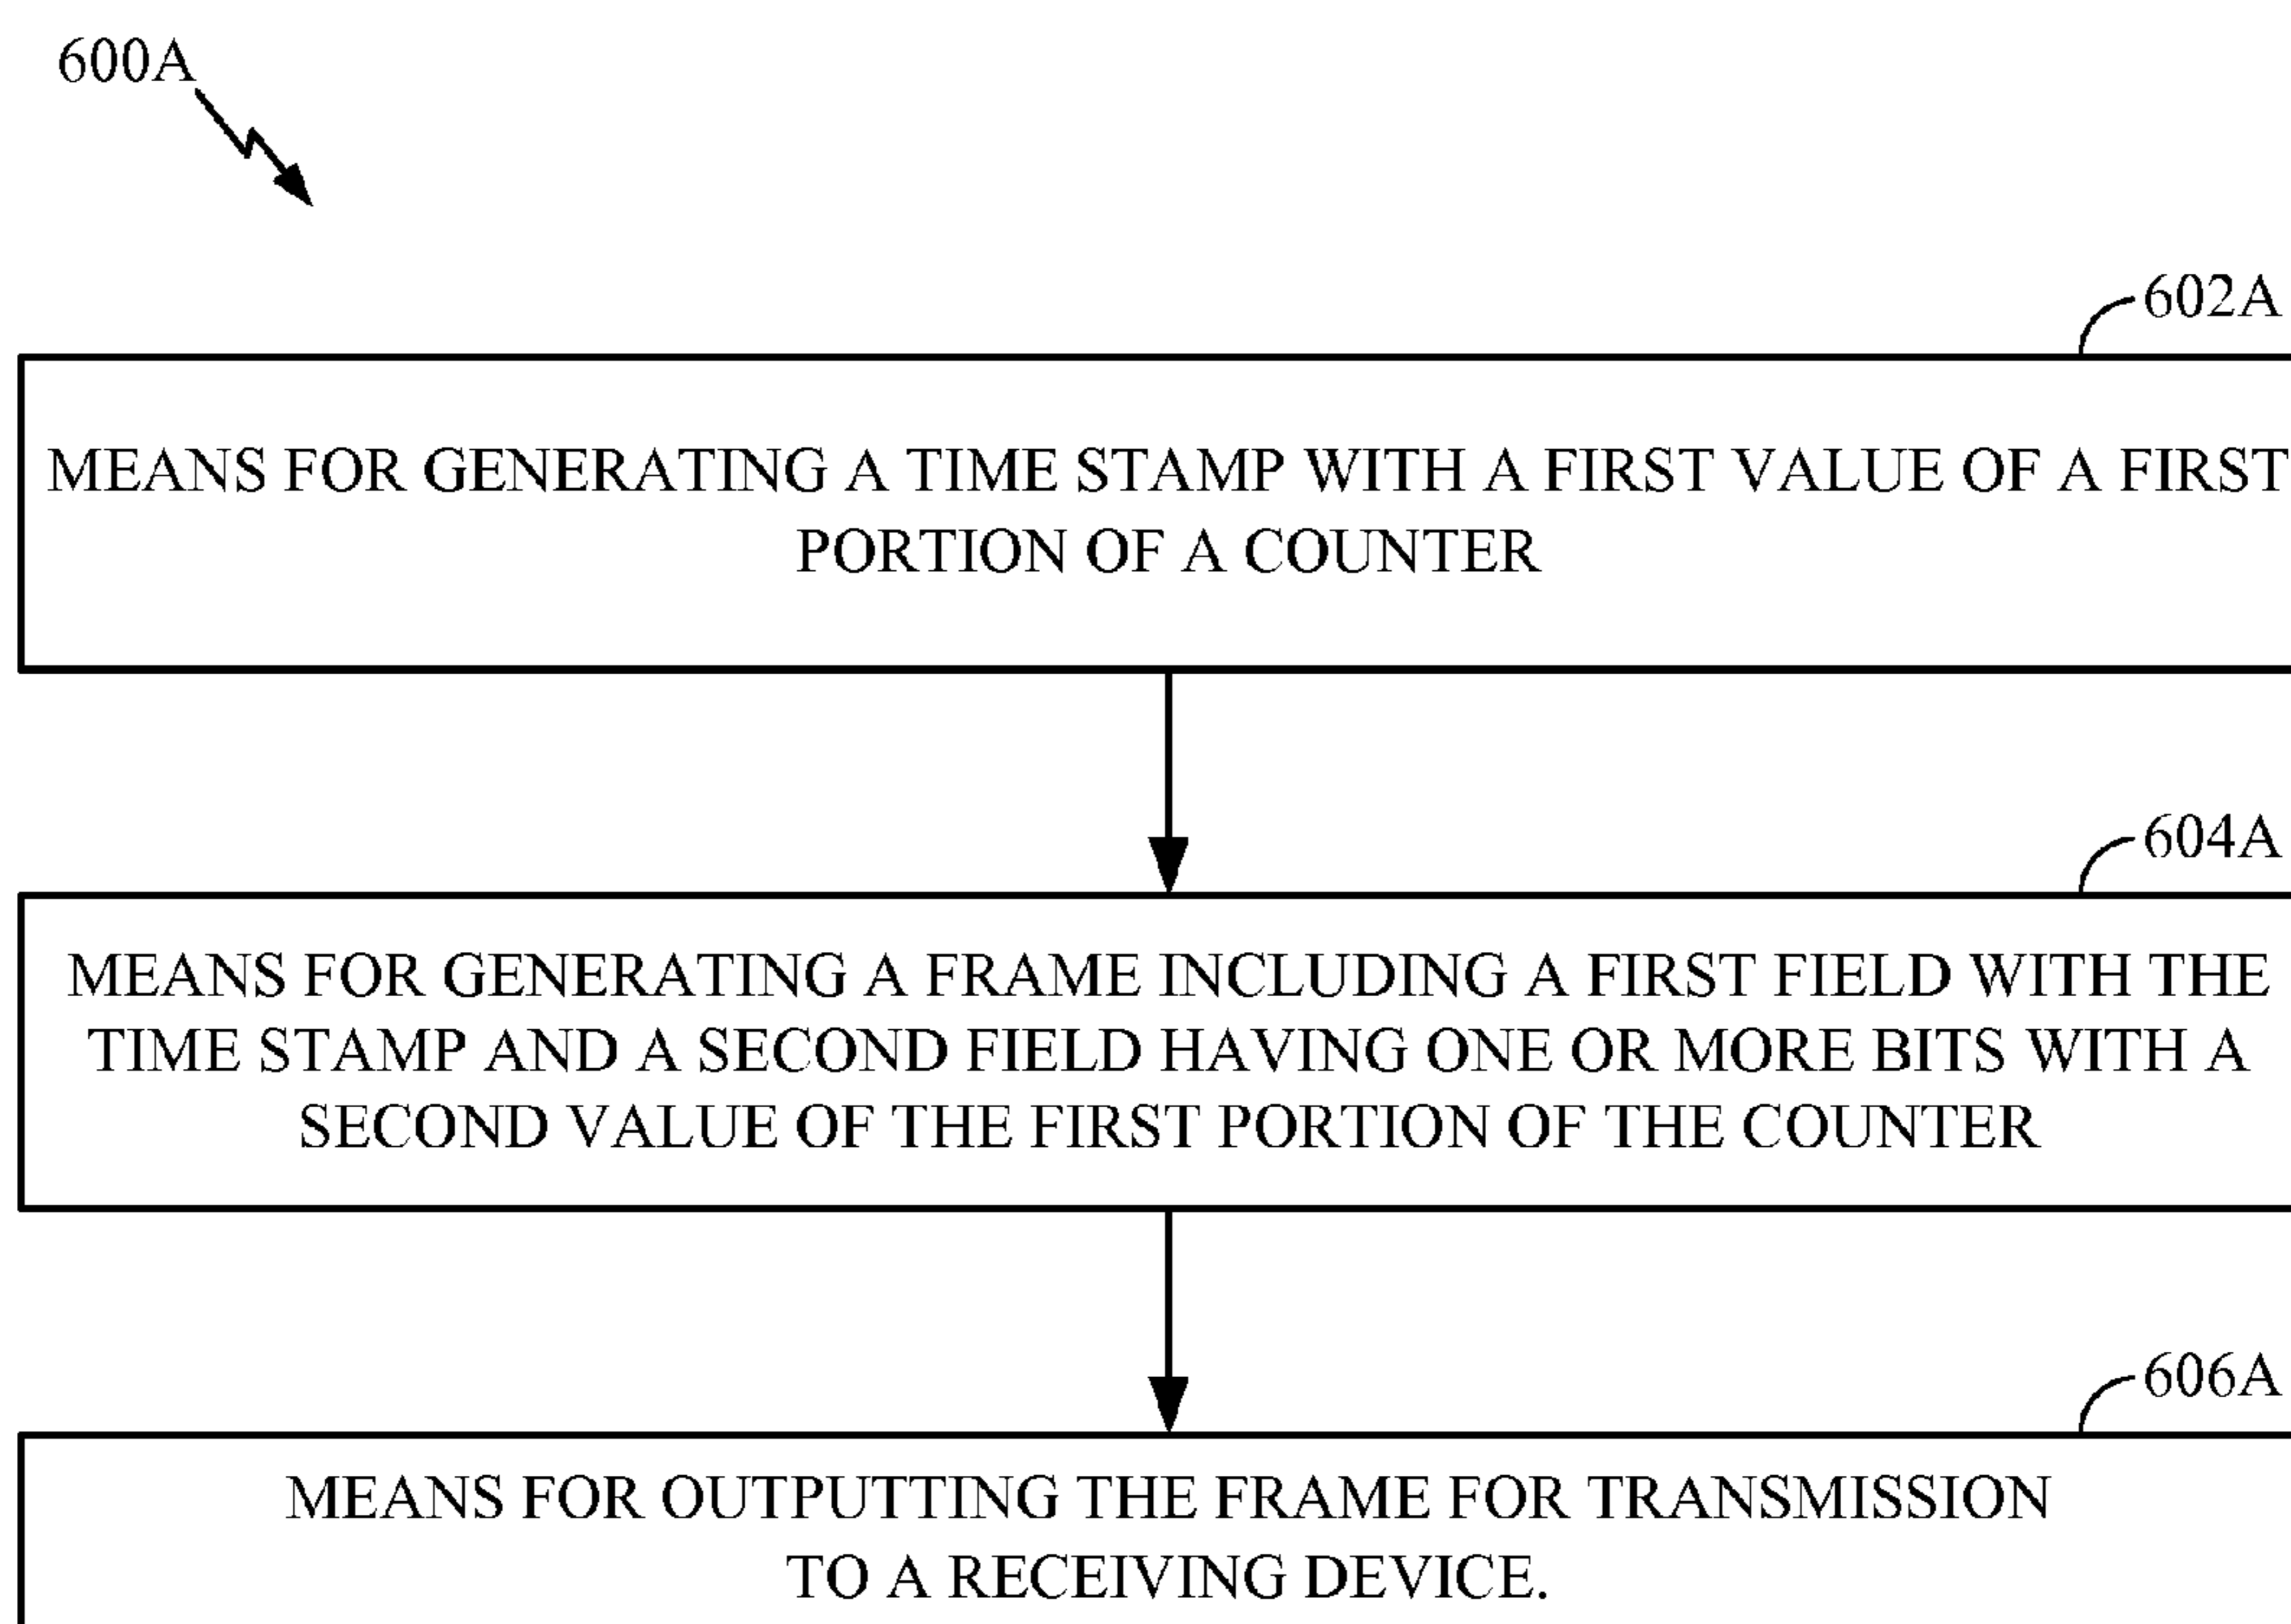 600A
602A
MEANS FOR GENERATING A TIME STAMP WITH A FIRST VALUE OF A FIRST
PORTION OF A COUNTER
604A
MEANS FOR GENERATING A FRAME INCLUDING A FIRST FIELD WITH THE
TIME STAMP AND A SECOND FIELD HAVING ONE OR MORE BITS WITH A
SECOND VALUE OF THE FIRST PORTION OF THE COUNTER
606A
MEANS FOR OUTPUTTING THE FRAME FOR TRANSMISSION
TO A RECEIVING DEVICE.